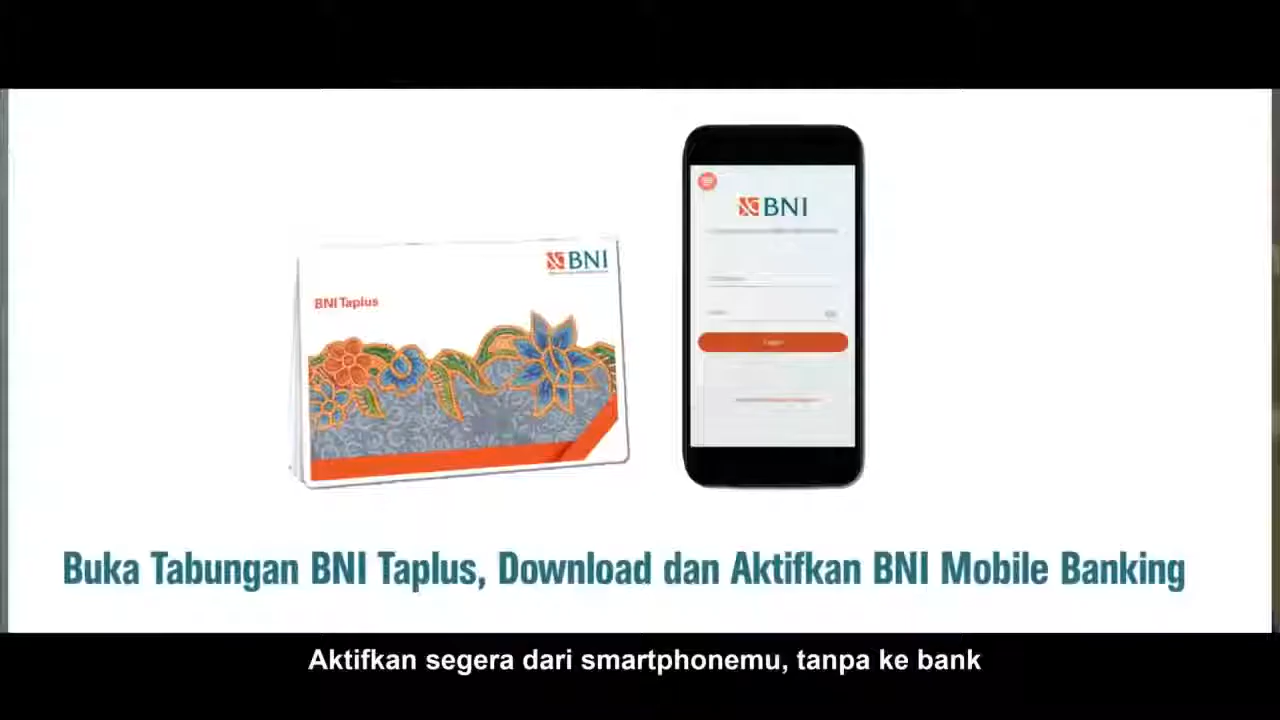 BNI
BNI
BNI Taplus
Buka Tabungan BNI Taplus, Download dan Aktifkan BNI Mobile Banking
Aktifkan segera dari smartphonemu, tanpa ke bank